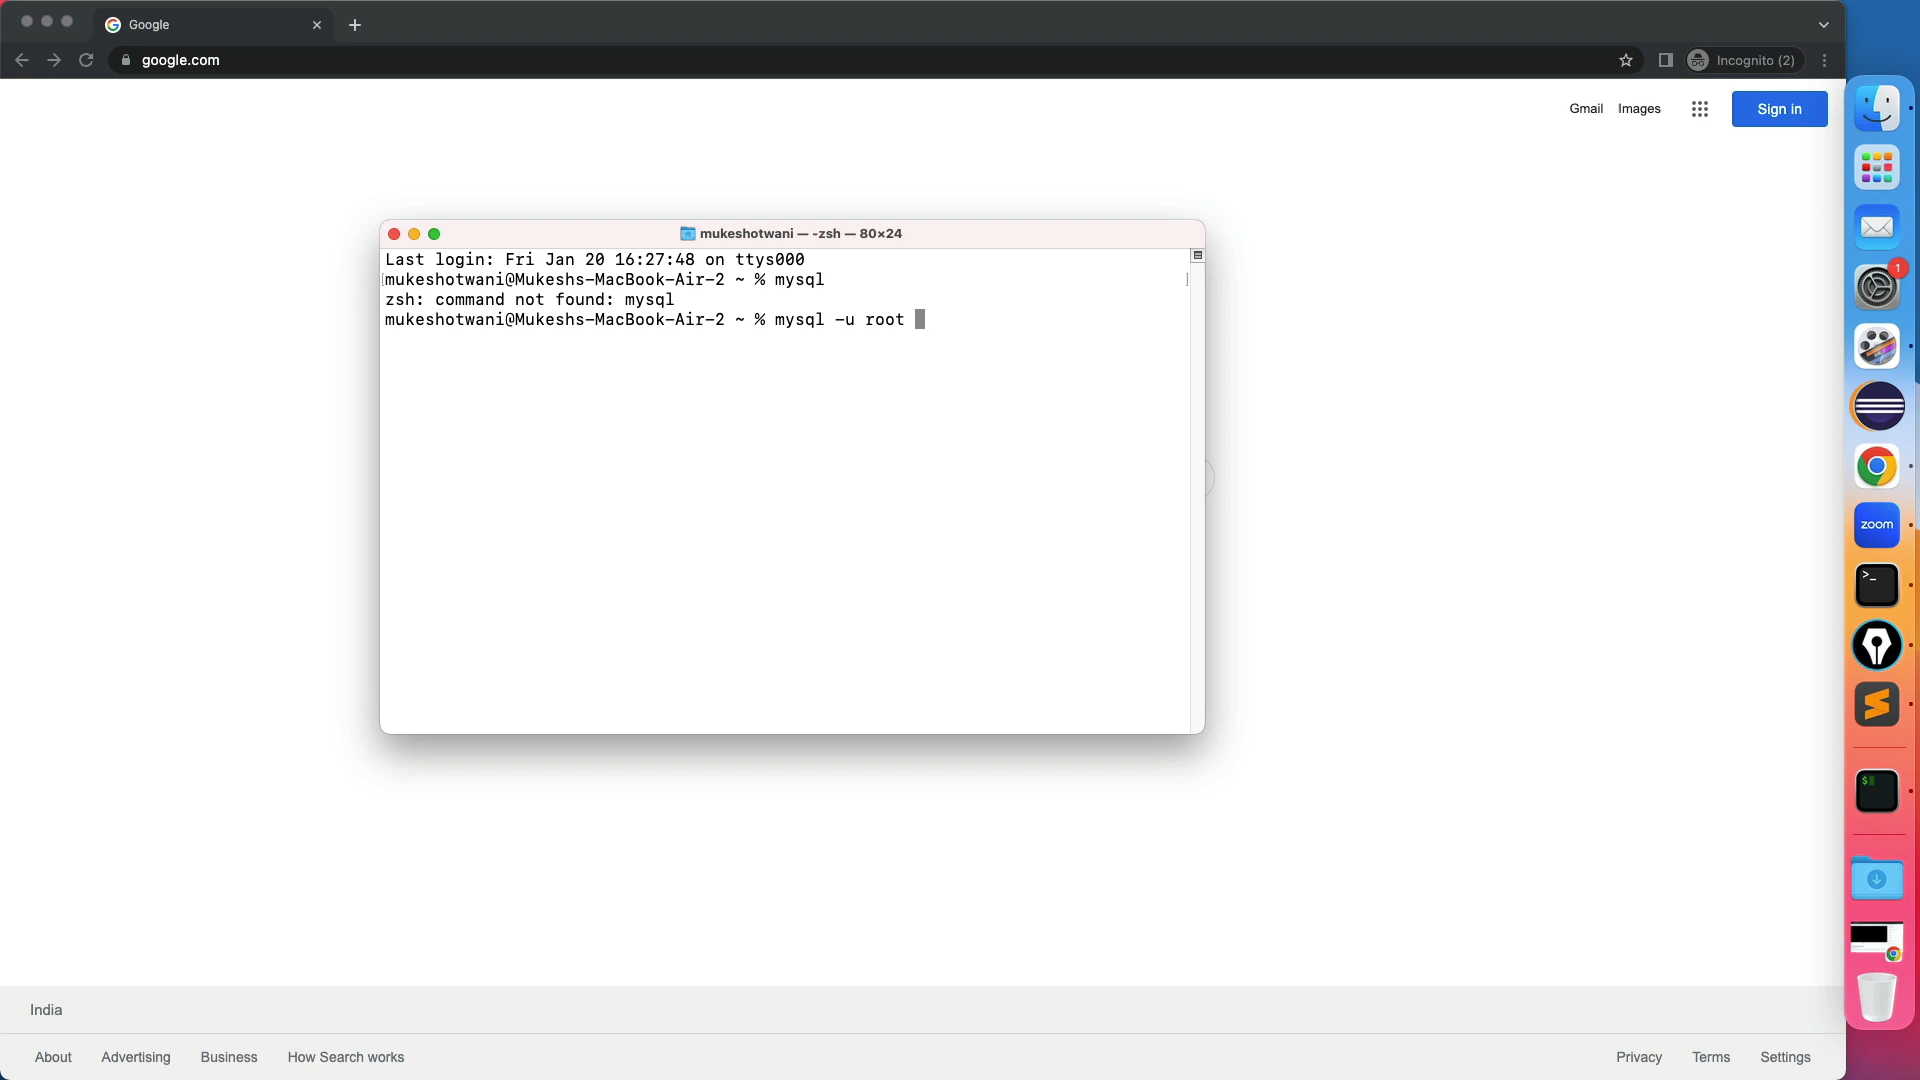 Google
google.com
Incognito (2)
Gmail Images Sign in
mukeshotwani — -zsh — 80×24
Last login: Fri Jan 20 16:27:48 on ttys000
[mukeshotwani@Mukeshs-MacBook-Air-2 ~ % mysql ]
zsh: command not found: mysql
mukeshotwani@Mukeshs-MacBook-Air-2 ~ % mysql -u root
1
zoom
>_
$
India
About Advertising Business How Search works Privacy Terms Settings